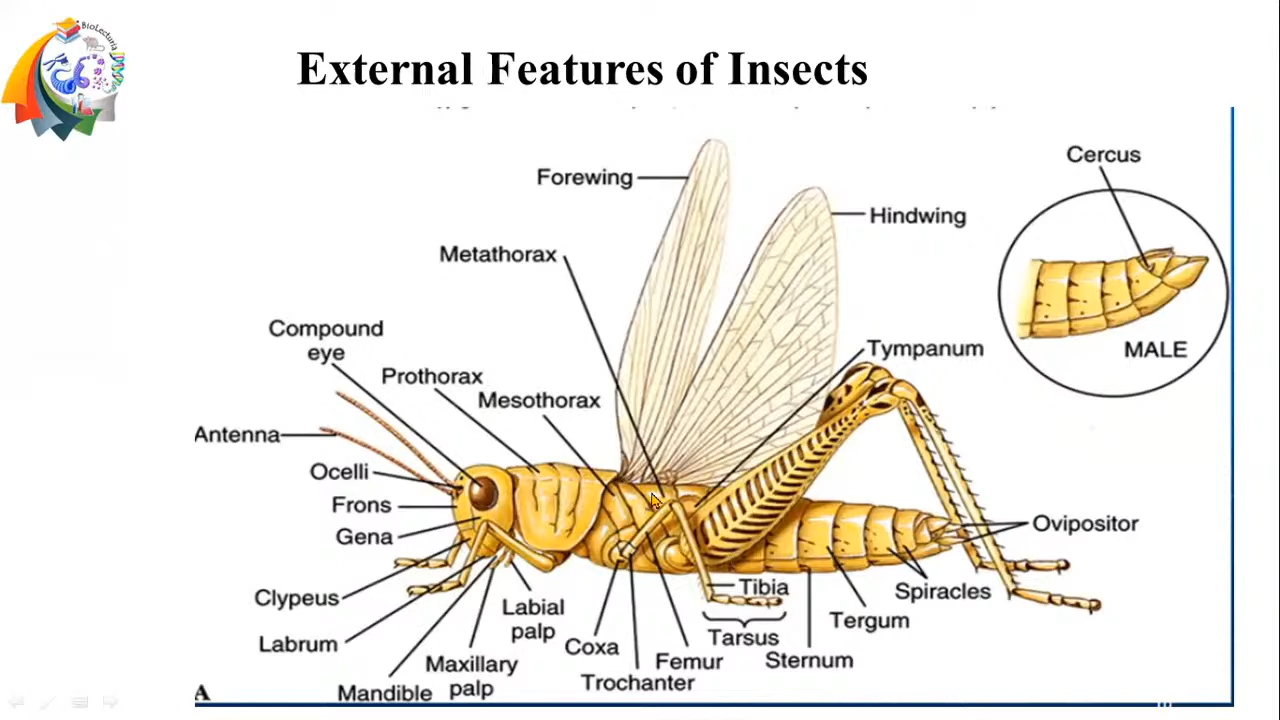 BioLecturia
External Features of Insects
Cercus
Forewing
Hindwing
Metathorax
Compound
eye
Tympanum
MALE
Prothorax
Mesothorax
Antenna
Ocelli
Frons
Gena
Ovipositor
Clypeus
Labrum
Mandible
Maxillary
palp
Labial
palp
Coxa
Trochanter
Femur
Tibia
Tarsus
Sternum
Tergum
Spiracles
A